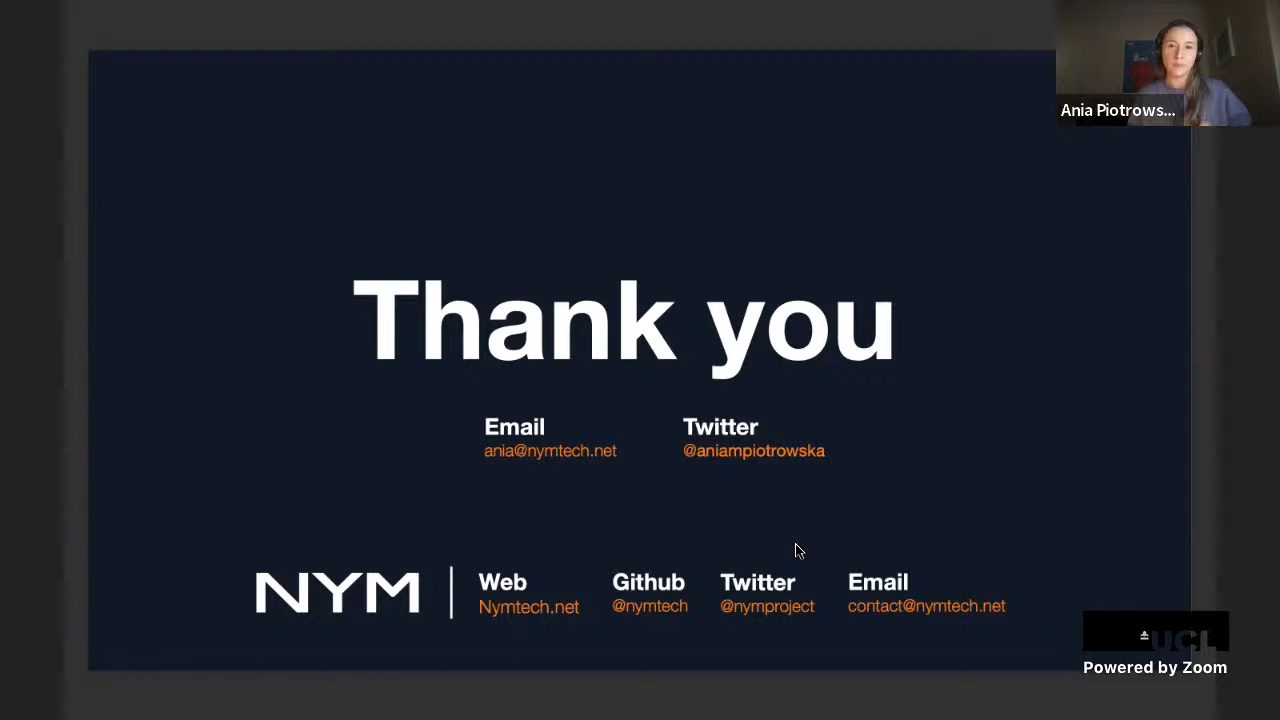 Ania Piotrows...
Thank you
Email
Twitter
ania@nymtech.net
@aniampiotrowska
NYM
Web
Github
Twitter
Email
Nymtech.net
@nymtech
@nymproject
contact@nymtech.net
UCL
Powered by Zoom